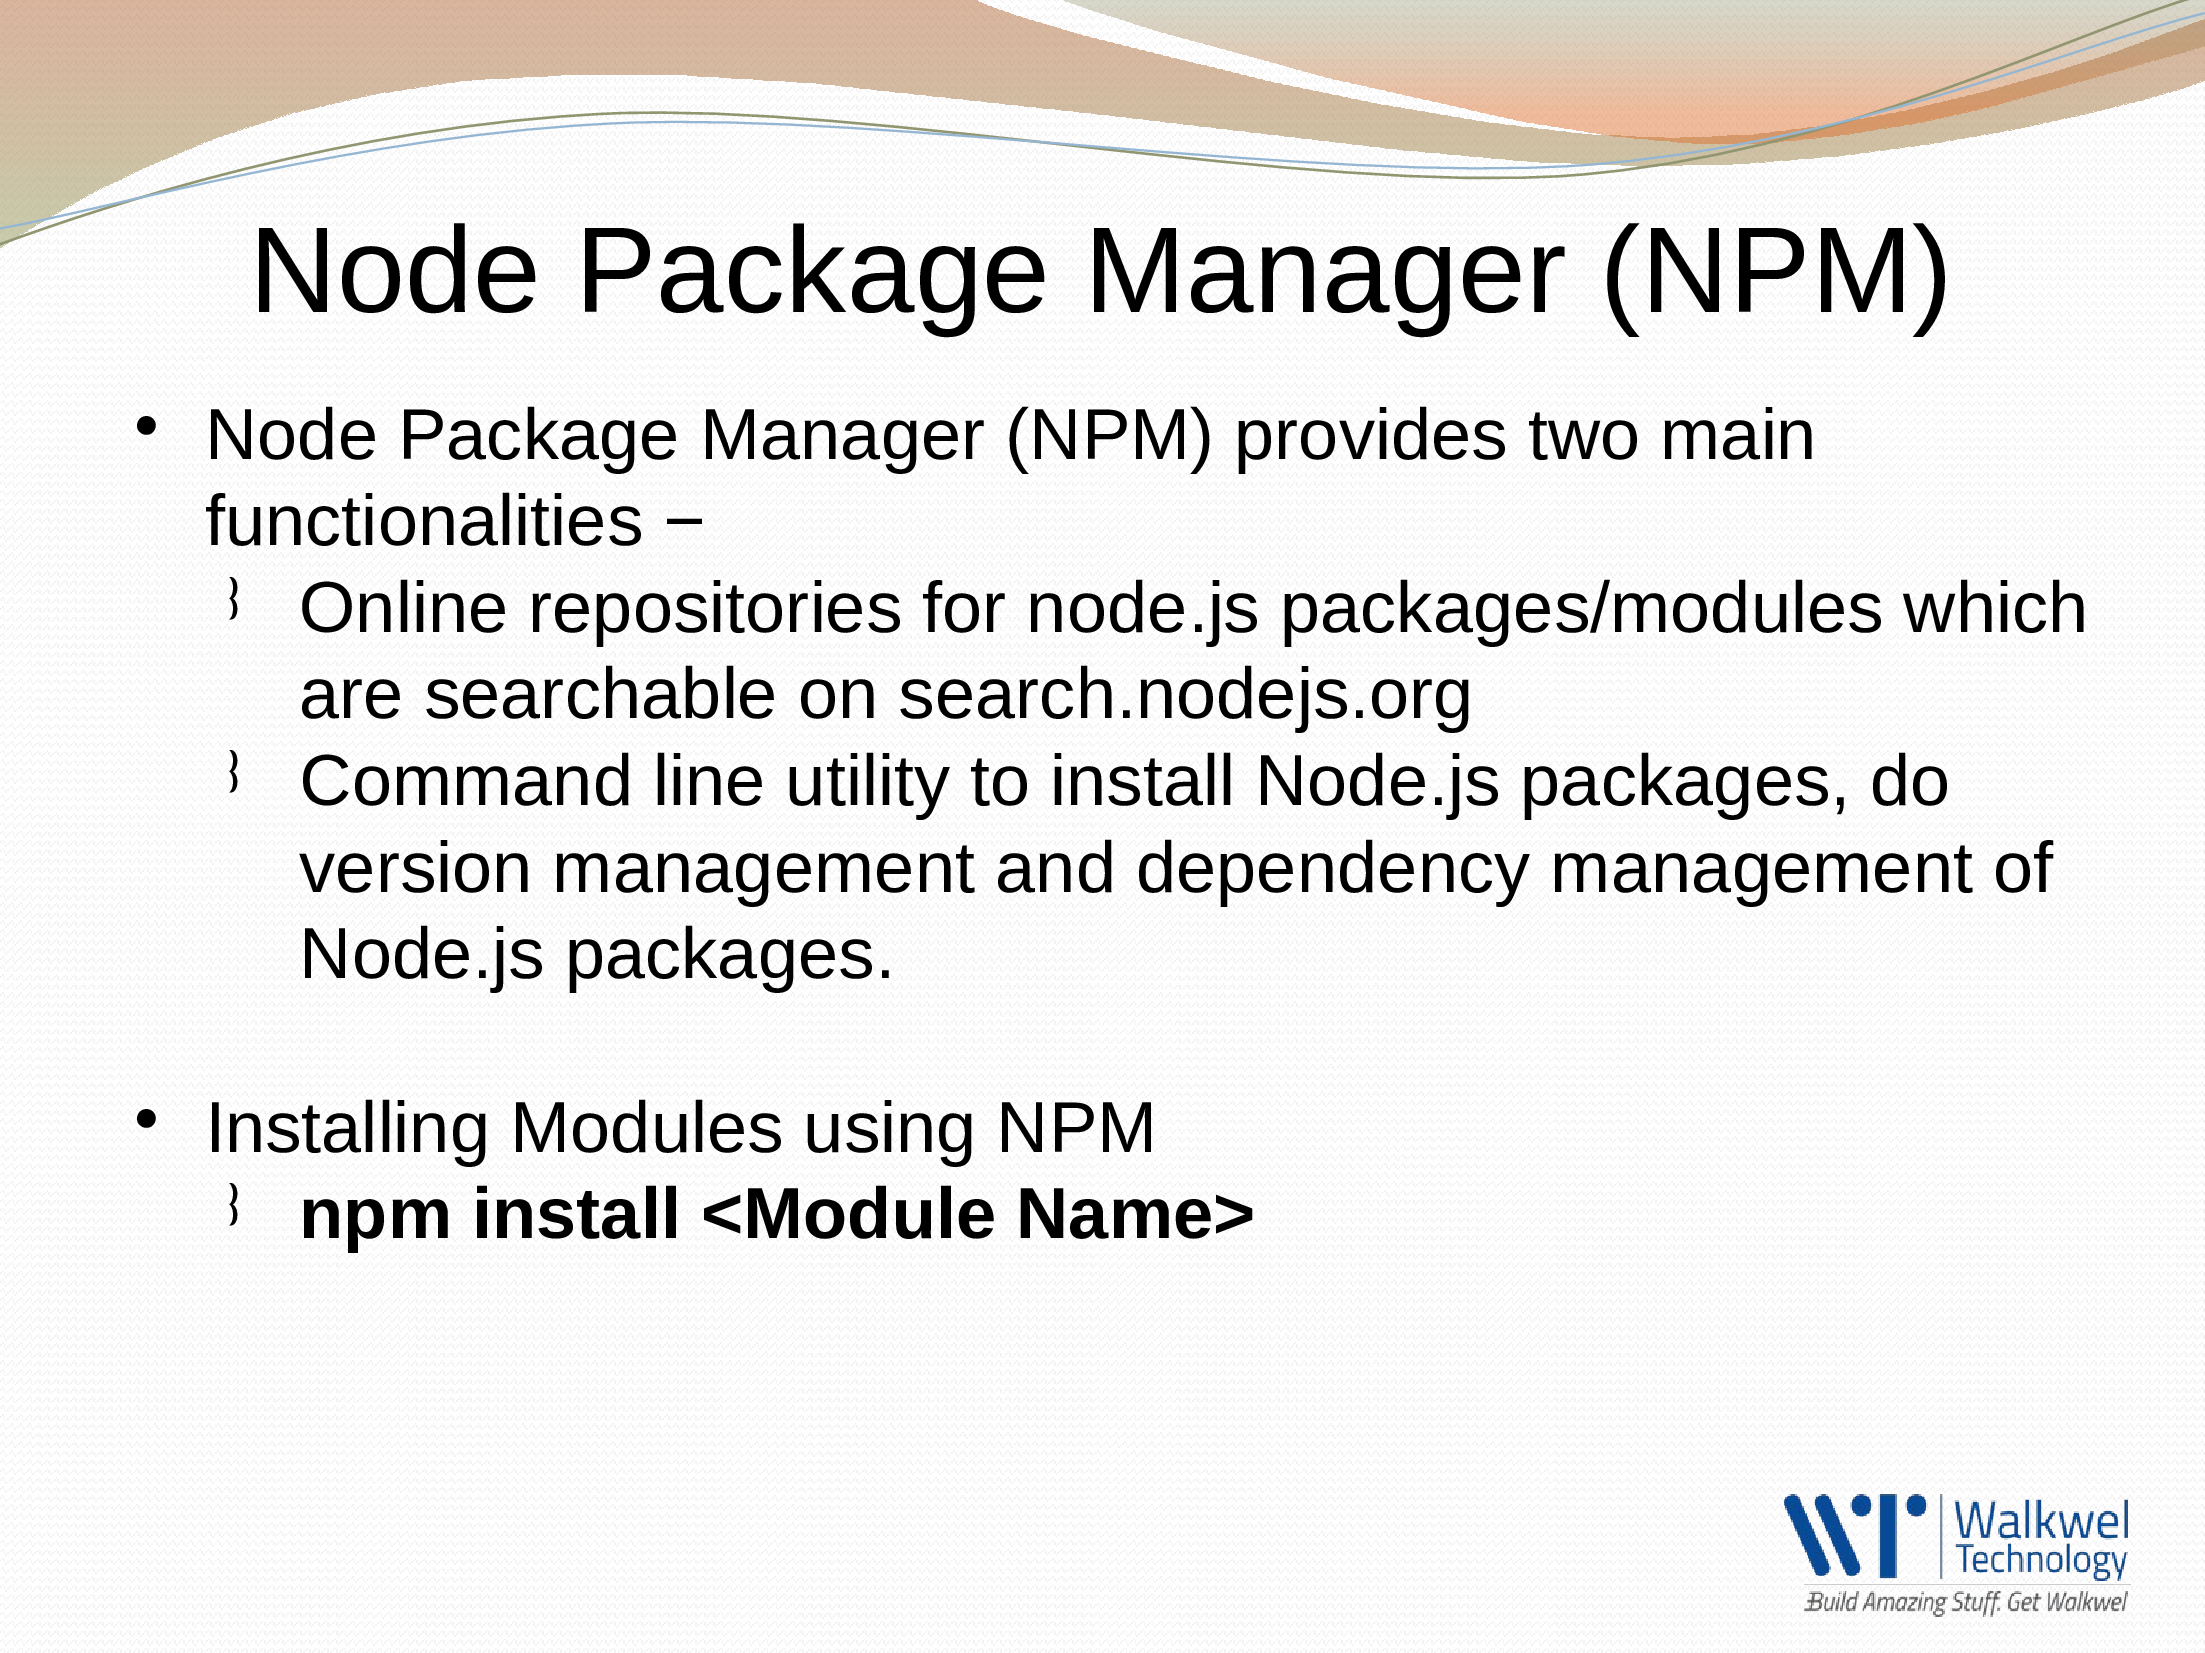 Node Package Manager (NPM)
• Node Package Manager (NPM) provides two main
functionalities −
Online repositories for node.js packages/modules which
are searchable on search.nodejs.org
Command line utility to install Node.js packages, do
version management and dependency management of
Node.js packages.
• Installing Modules using NPM
npm install <Module Name>
WT Walkwel
Technology
Build Amazing Stuff. Get Walkwel